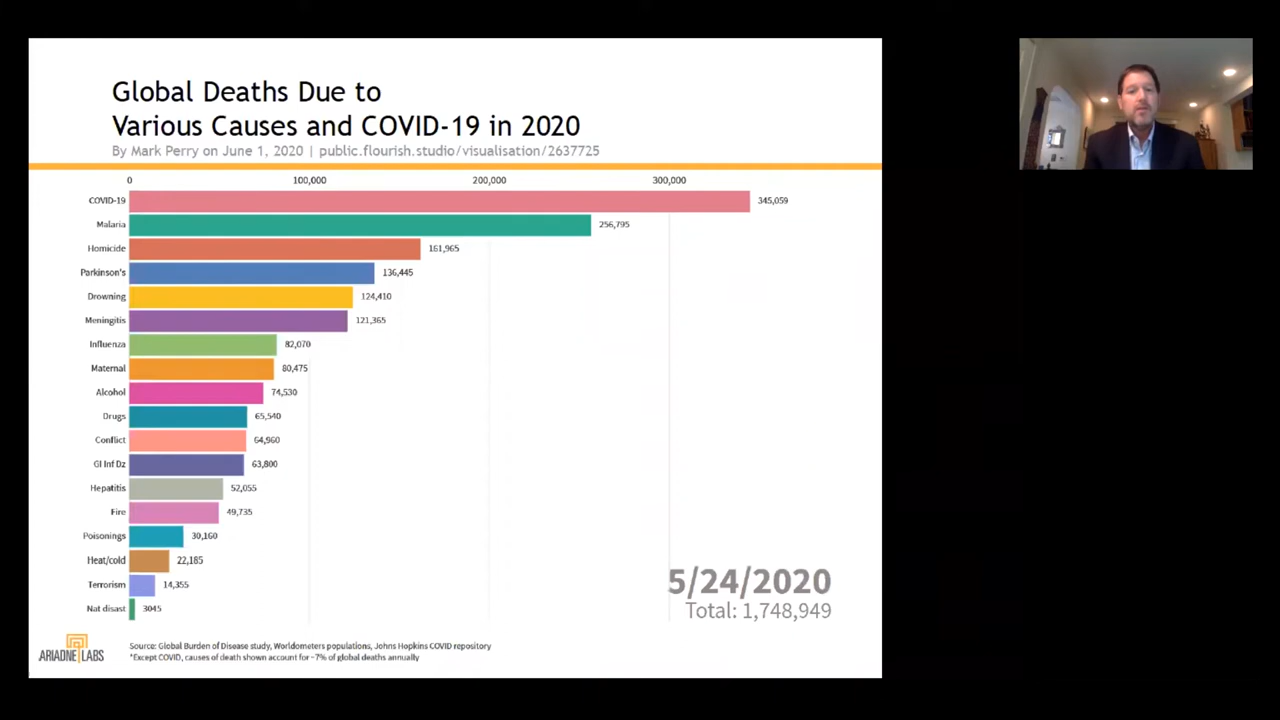 Global Deaths Due to
Various Causes and COVID-19 in 2020
By Mark Perry on June 1, 2020 | public.flourish.studio/visualisation/2637725
0 100,000 200,000 300,000
COVID-19 345,059
Malaria 256,795
Homicide 161,965
Parkinson's 136,445
Drowning 124,410
Meningitis 121,365
Influenza 82,070
Maternal 80,475
Alcohol 74,530
Drugs 65,540
Conflict 64,960
GI Inf Dz 63,800
Hepatitis 52,055
Fire 49,735
Poisonings 30,160
Heat/cold 22,185
Terrorism 14,355
Nat disast 3045
5/24/2020
Total: 1,748,949
ARIADNE LABS
Source: Global Burden of Disease study, Worldometers populations, Johns Hopkins COVID repository
*Except COVID, causes of death shown account for ~7% of global deaths annually